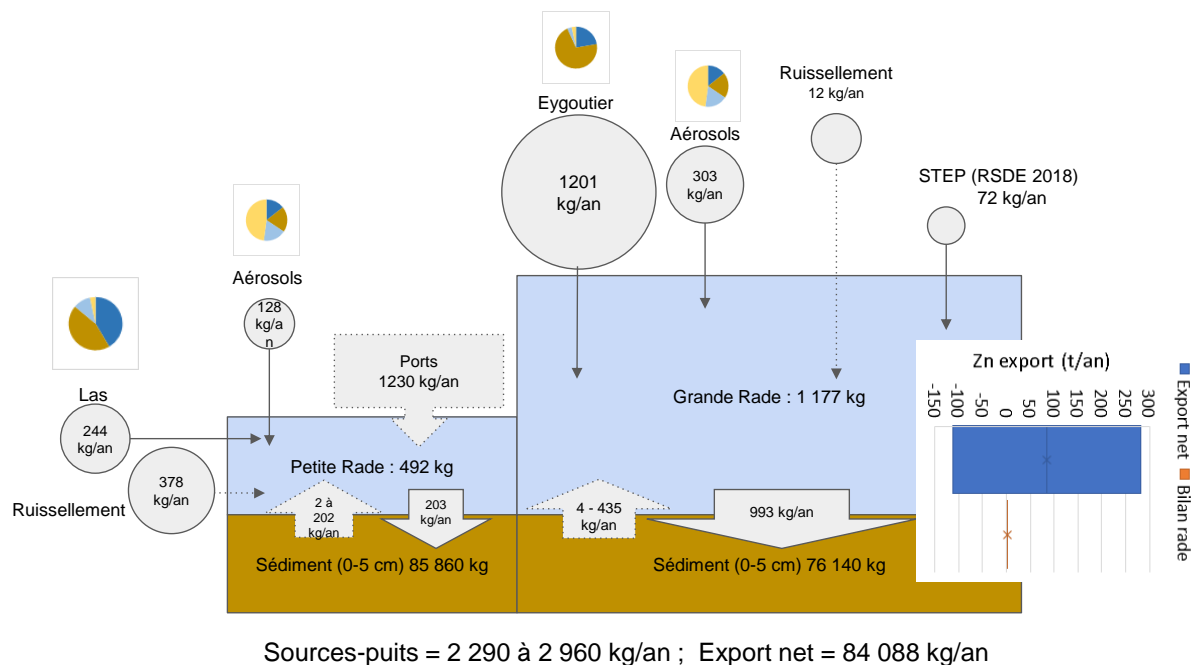 Eygoutier
1201
kg/an
Aérosols
303
kg/an
Ruissellement
12 kg/an
STEP (RSDE 2018)
72 kg/an
Aérosols
128
kg/a
n
Las
244
kg/an
Ruissellement
378
kg/an
Ports
1230 kg/an
Petite Rade : 492 kg
Grande Rade : 1 177 kg
2 à
202
kg/an
203
kg/an
4 - 435
kg/an
993 kg/an
Sédiment (0-5 cm) 85 860 kg
Sédiment (0-5 cm) 76 140 kg
Zn export (t/an)
-150
-100
-50
0
50
100
150
200
250
300
Export net
Bilan rade
Sources-puits = 2 290 à 2 960 kg/an ; Export net = 84 088 kg/an